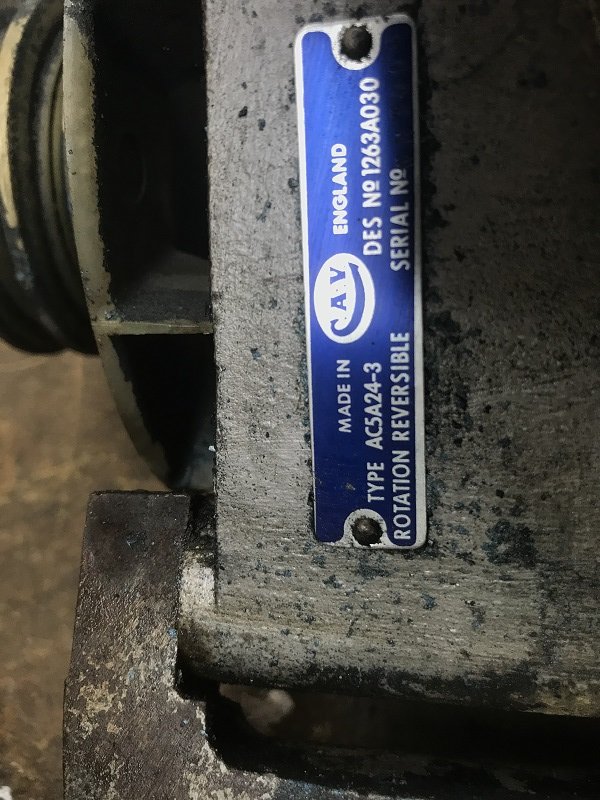 MADE IN CAV ENGLAND
TYPE AC5A24-3 DES Nº 1263A030
ROTATION REVERSIBLE SERIAL Nº